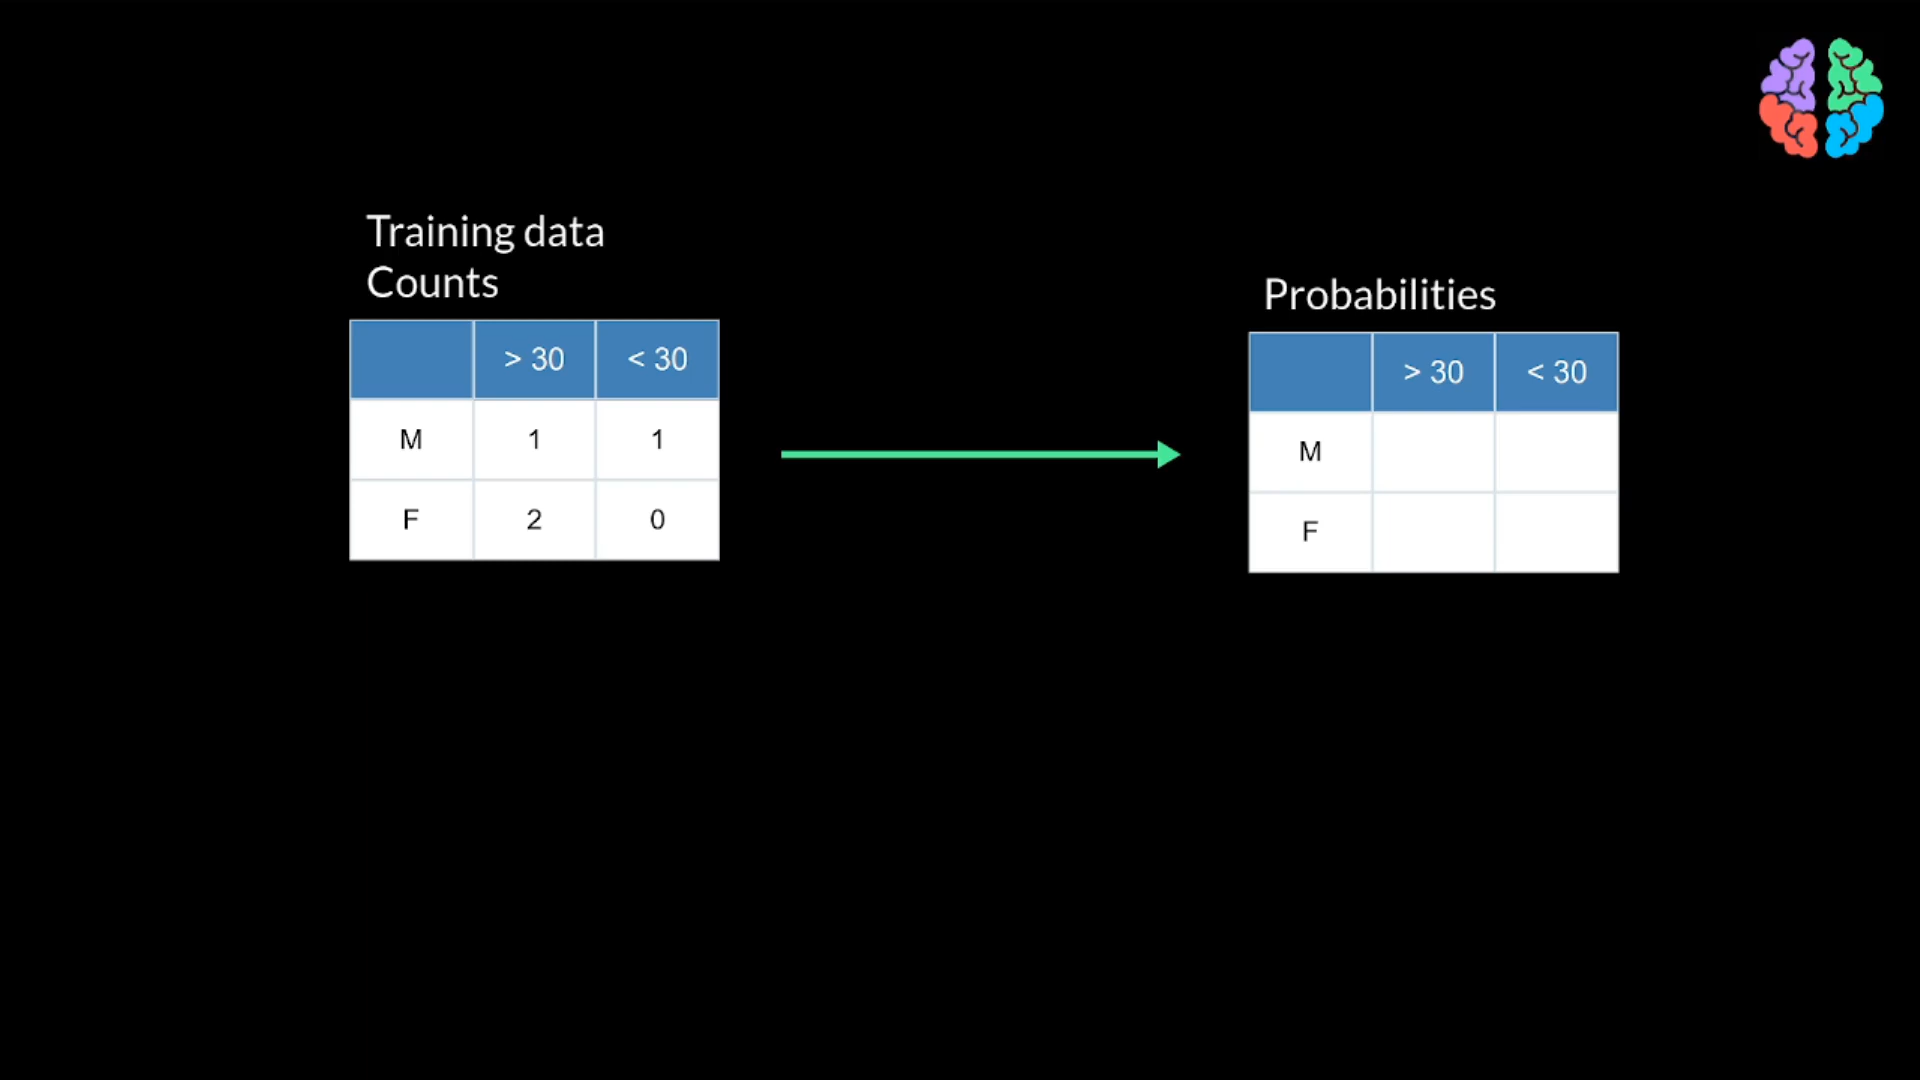 Training data
Counts
> 30 < 30
M 1 1
F 2 0
Probabilities
> 30 < 30
M
F